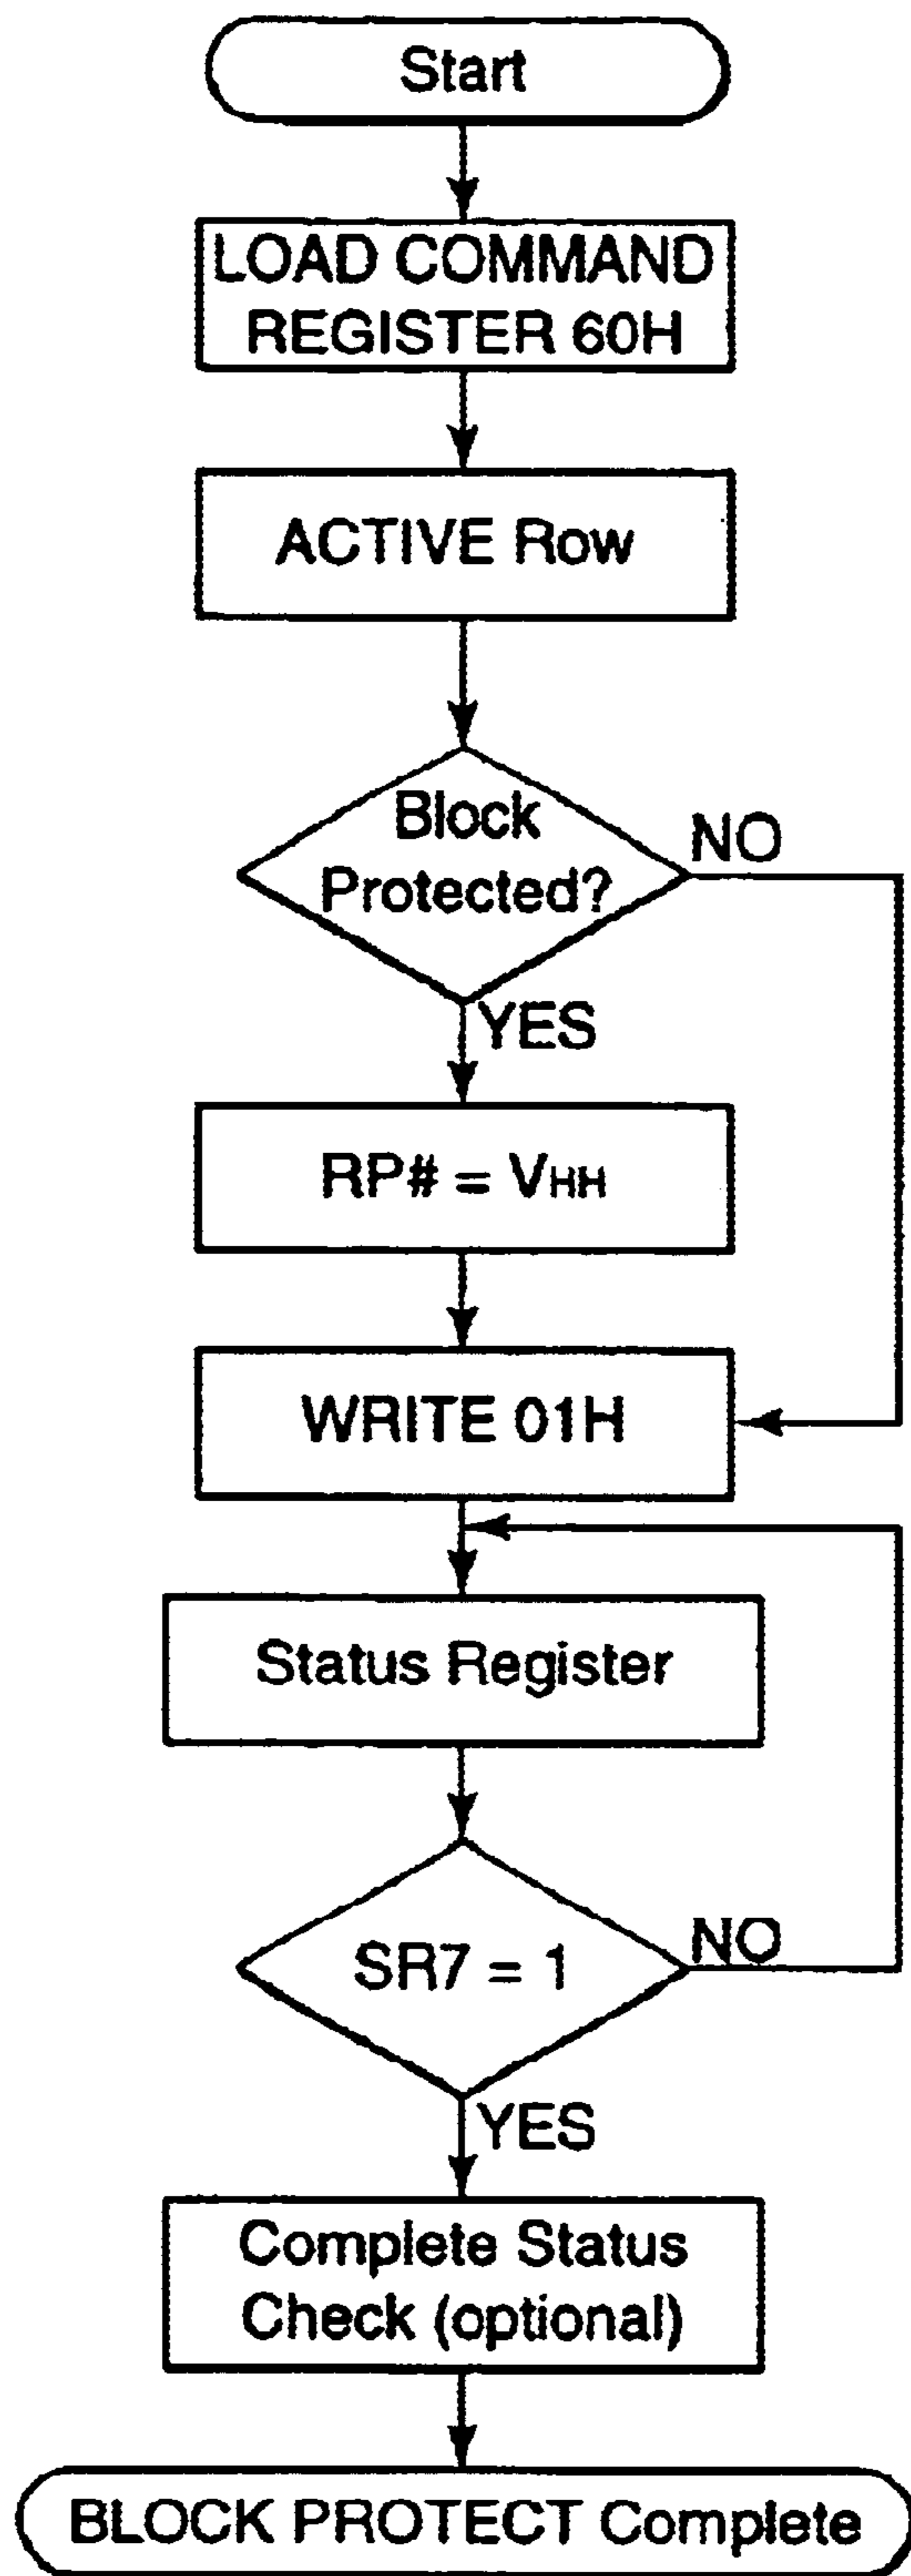 Start
LOAD COMMAND
REGISTER 60H
ACTIVE Row
Block
Protected?
NO
YES
RP# = VHH
WRITE 01H
Status Register
SR7 = 1
NO
YES
Complete Status
Check (optional)
BLOCK PROTECT Complete